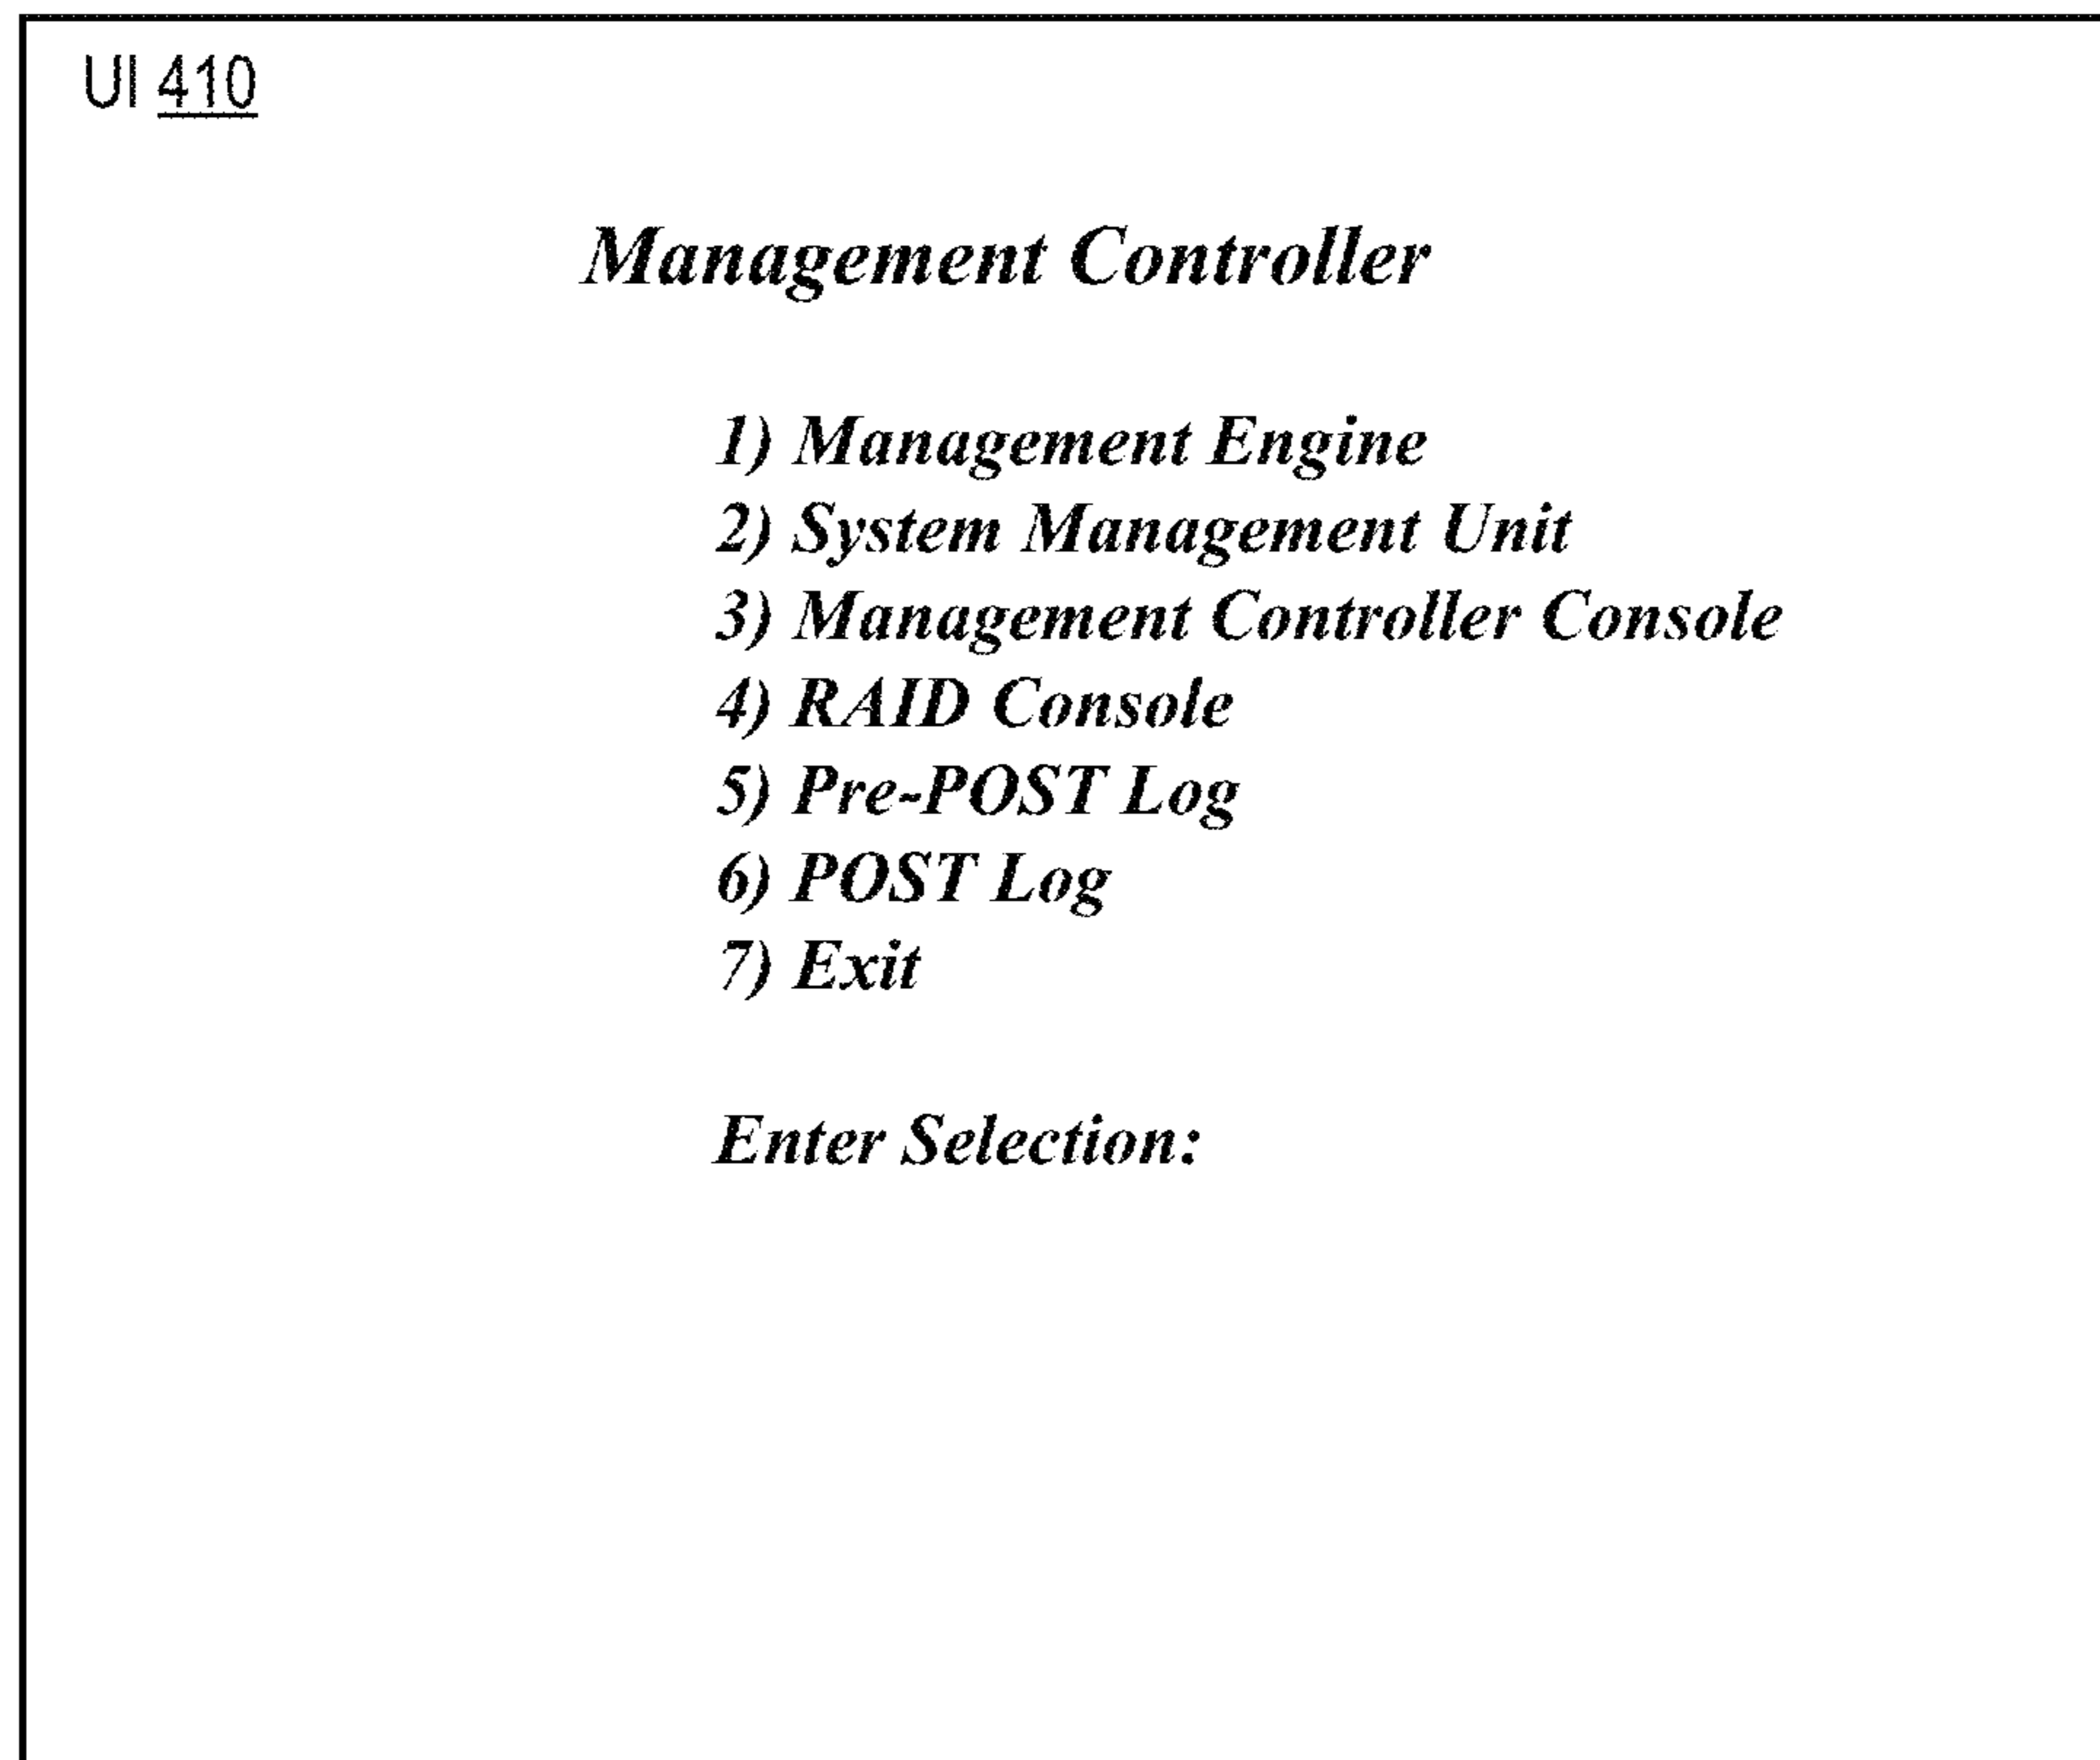 UI 410
Management Controller
1) Management Engine
2) System Management Unit
3) Management Controller Console
4) RAID Console
5) Pre-POST Log
6) POST Log
7) Exit
Enter Selection: